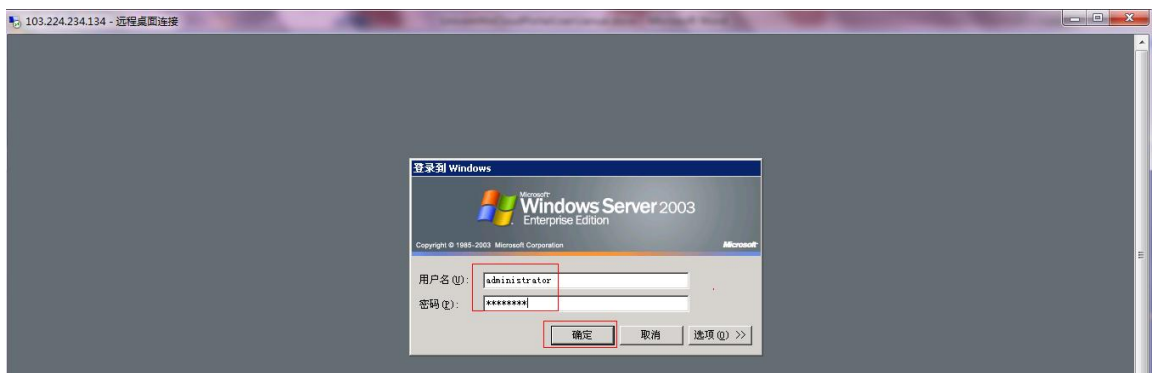 103.224.234.134 - 远程桌面连接
登录到 Windows
Microsoft
Windows Server 2003
Enterprise Edition
Copyright © 1985-2003 Microsoft Corporation
Microsoft
用户名(U): administrator
密码(P): ********
确定 取消 选项(O) >>